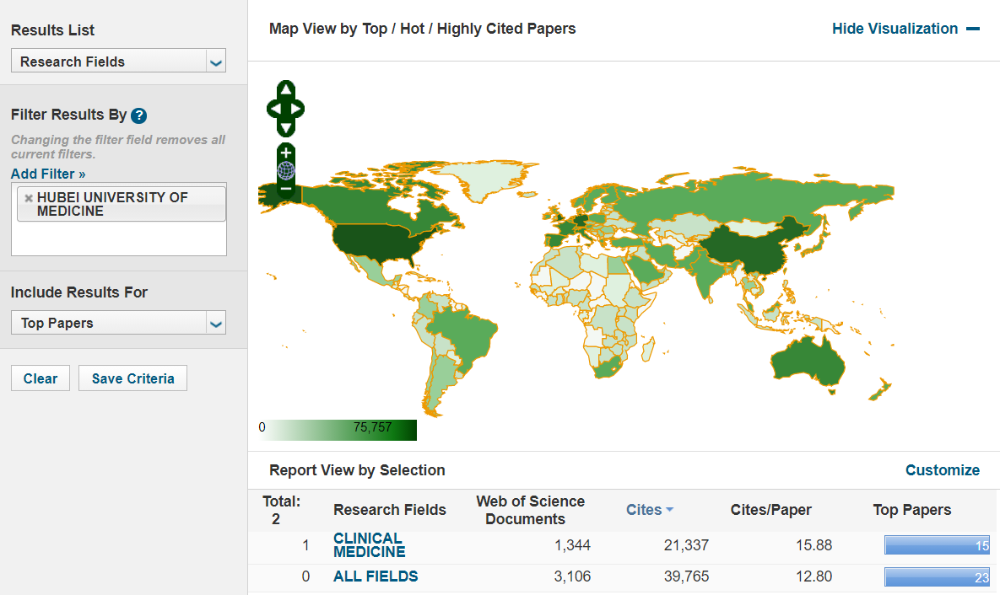 Results List
Research Fields
Filter Results By ?
Changing the filter field removes all
current filters.
Add Filter »
× HUBEI UNIVERSITY OF
MEDICINE
Include Results For
Top Papers
Clear Save Criteria
Map View by Top / Hot / Highly Cited Papers Hide Visualization
0 75,757
Report View by Selection Customize
Total:
2 Research Fields Web of Science
Documents Cites Cites/Paper Top Papers
1 CLINICAL
MEDICINE 1,344 21,337 15.88 15
0 ALL FIELDS 3,106 39,765 12.80 23